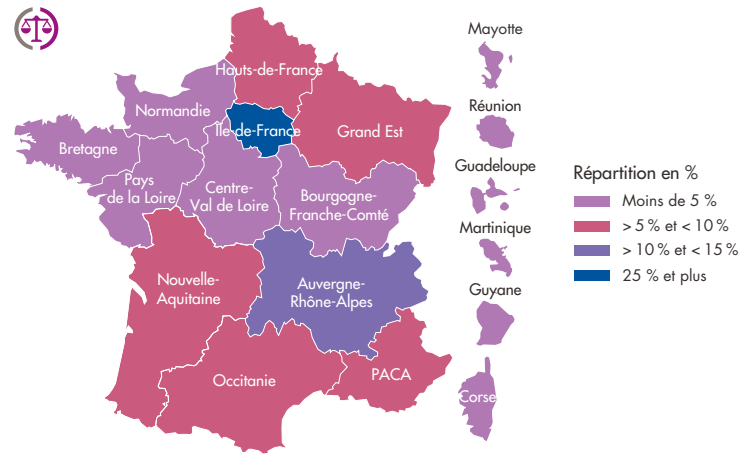 Mayotte
Hauts-de-France
Normandie
Réunion
Île-de-France
Grand Est
Bretagne
Guadeloupe
Pays
de la Loire
Centre-
Val de Loire
Bourgogne-
Franche-Comté
Martinique
Nouvelle-
Aquitaine
Auvergne-
Rhône-Alpes
Guyane
Occitanie
PACA
Corse
Répartition en %
Moins de 5 %
> 5 % et < 10 %
> 10 % et < 15 %
25 % et plus